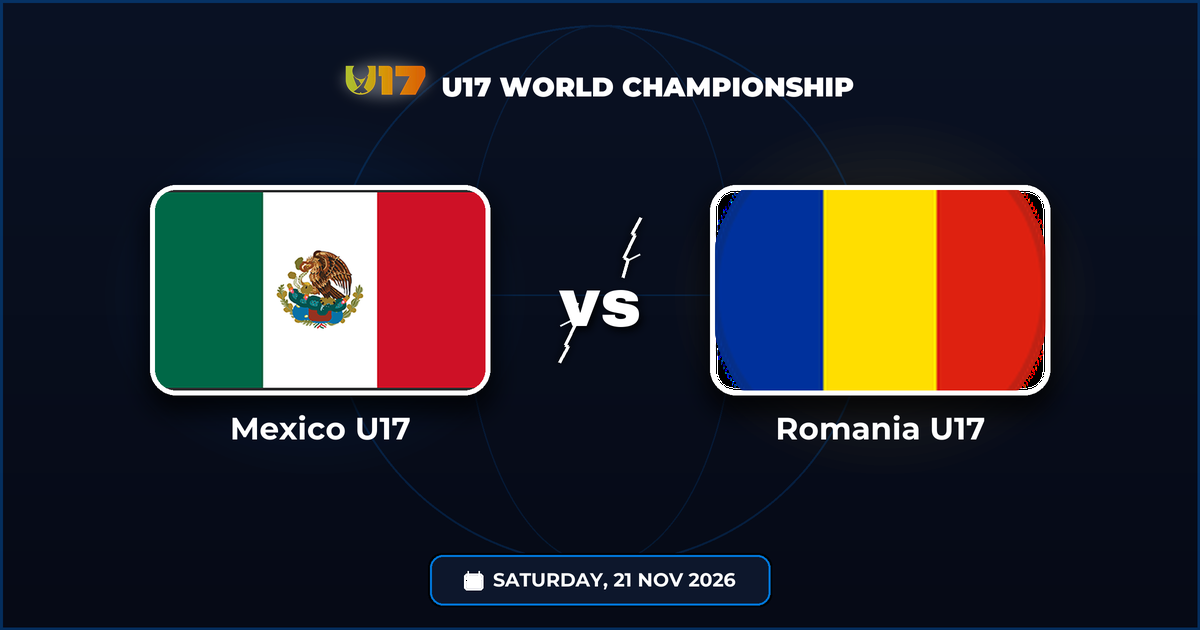 U17 U17 WORLD CHAMPIONSHIP
VS
Mexico U17
Romania U17
SATURDAY, 21 NOV 2026